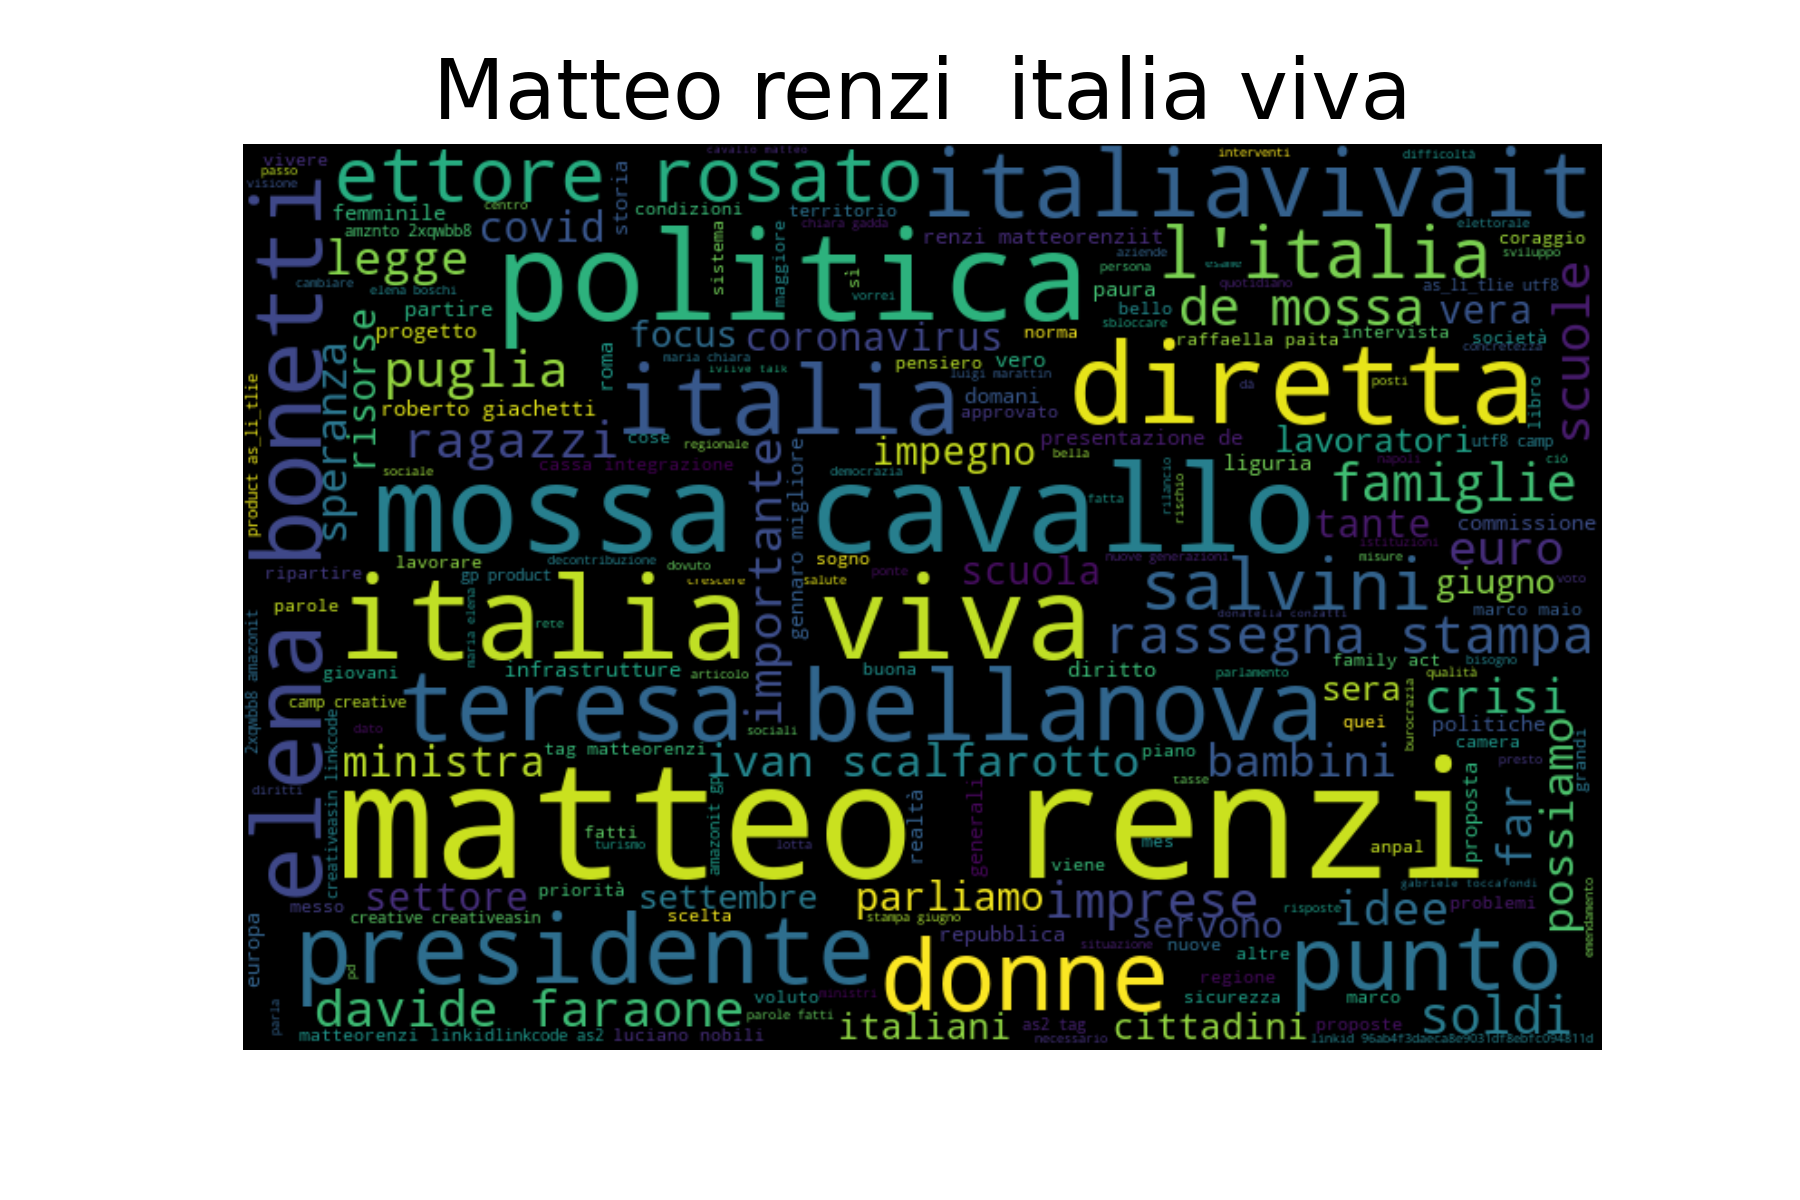 Matteo renzi  italia viva
cavallo matteo
interventi
difficoltà
vivere
passo
visione
ettore rosato
italiavivait
storia
centro
femminile
amznto 2xqwbb8
covid
condizioni
territorio
chiara gadda
elettorale
renzi matteorenziit
l'italia
coraggio
sviluppo
aziende
persona
legge
politica
sistema
sì
maggiore
vorrei
cambiare
elena boschi
quotidiano
as_li_tlie utf8
paura
bello
sbloccare
de mossa
vera
scuole
partire
progetto
risorse
focus
coronavirus
norma
raffaella paita
intervista
società
concretezza
puglia
roma
maria chiara
ivlive talk
pensiero
vero
luigi marattin
diretta
dà
posti
libro
elena bonetti
speranza
product as_li_tlie
roberto giachetti
italia
domani
approvato
ragazzi
cose
regionale
impegno
bella
presentazione de
lavoratori
utf8 camp
sociale
cassa integrazione
importante
gennaro migliore
democrazia
liguria
napoli
ciò
mossa cavallo
fatta
rilancio
rischio
famiglie
tante
commissione
istituzioni
euro
lavorare
decontribuzione
dovuto
sogno
nuove generazioni
misure
ripartire
gp product
crescere
salute
ponte
scuola
salvini
giugno
voto
parole
italia viva
maria elena
rete
donatella conzatti
marco maio
rassegna stampa
2xqwbb8 amazonit
giovani
infrastrutture
articolo
buona
diritto
parlamento
family act
bisogno
qualità
camp creative
teresa bellanova
sera
crisi
burocrazia
quei
politiche
dato
creativeasin linkcode
sociali
ministra
tag matteorenzi
ivan scalfarotto
piano
bambini
camera
presto
grandi
possiamo
diritti
matteo renzi
tasse
amazonit gp
fatti
turismo
lotta
realtà
generali
mes
viene
anpal
proposta
far
settore
priorità
settembre
parliamo
imprese
gabriele toccafondi
messo
creative creativeasin
scelta
stampa giugno
servono
risposte
idee
problemi
emendamento
europa
presidente
pd
repubblica
situazione
nuove
altre
punto
donne
regione
davide faraone
voluto
ministri
sicurezza
marco
soldi
parla
parole fatti
italiani
as2 tag
necessario
cittadini
proposte
matteorenzi linkidlinkcode as2
luciano nobili
linkid 96ab4f3daeca8e9031df8ebfc094811d